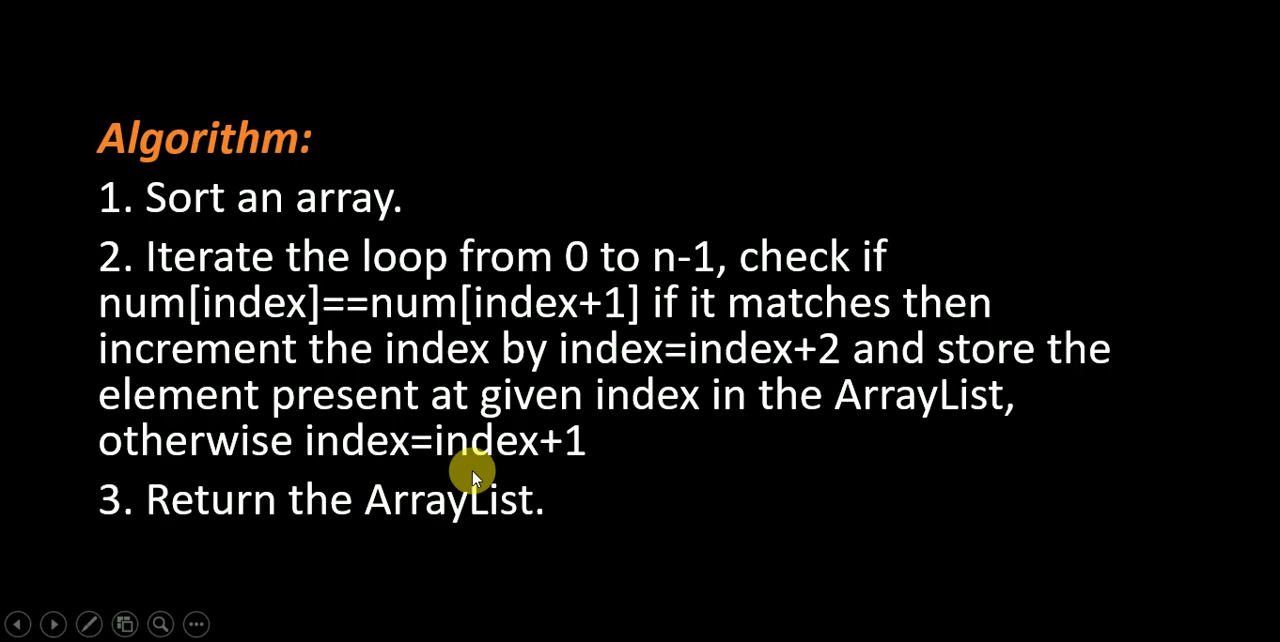 Algorithm:
1. Sort an array.
2. Iterate the loop from 0 to n-1, check if
num[index]==num[index+1] if it matches then
increment the index by index=index+2 and store the
element present at given index in the ArrayList,
otherwise index=index+1
3. Return the ArrayList.